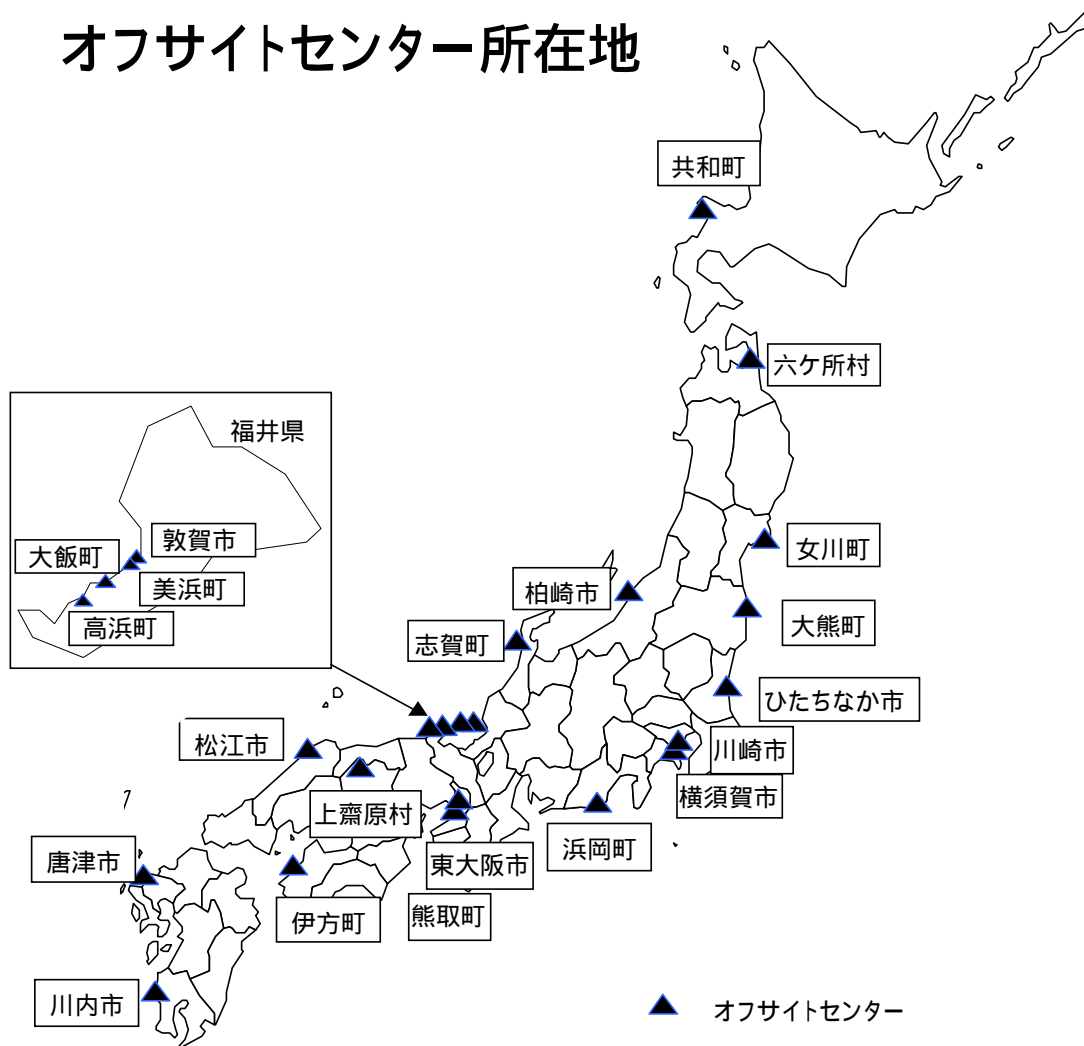 オフサイトセンター所在地
共和町
六ケ所村
福井県
敦賀市
大飯町
美浜町
高浜町
女川町
柏崎市
大熊町
志賀町
ひたちなか市
松江市
川崎市
横須賀市
上齋原村
浜岡町
東大阪市
唐津市
伊方町
熊取町
川内市
オフサイトセンター